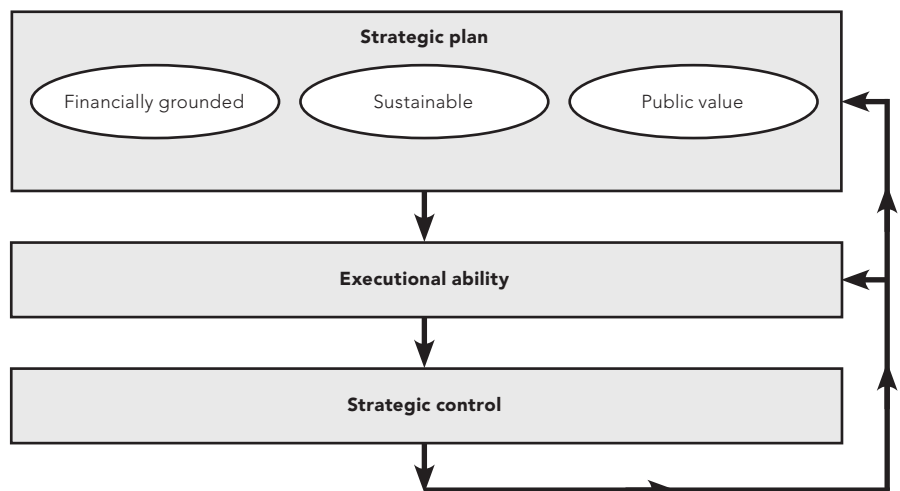 Strategic plan
Financially grounded
Sustainable
Public value
Executional ability
Strategic control